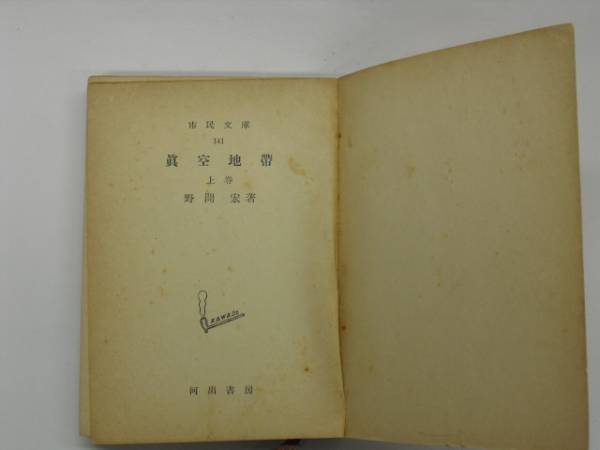 市民文庫
341
眞空地帶
上巻
野間宏著
KAWADE
河出書房